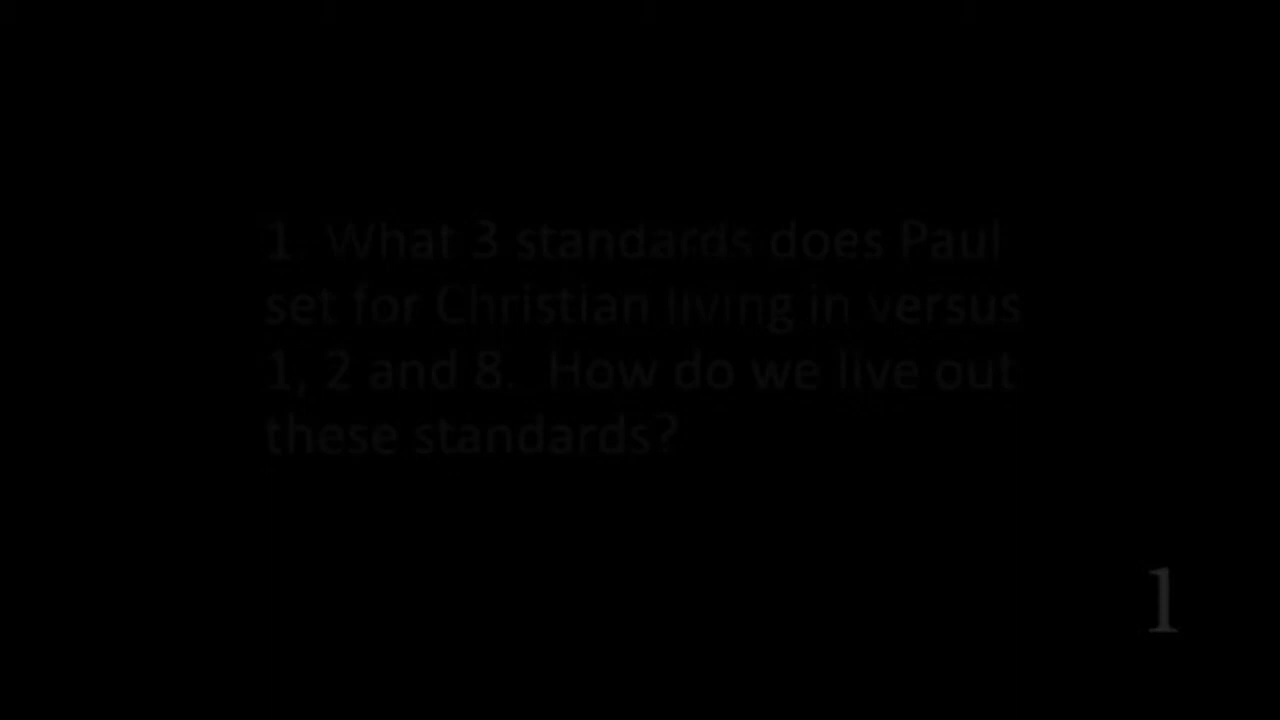 1.  What 3 standards does Paul
set for Christian living in versus
1, 2 and 8.  How do we live out
these standards?
1